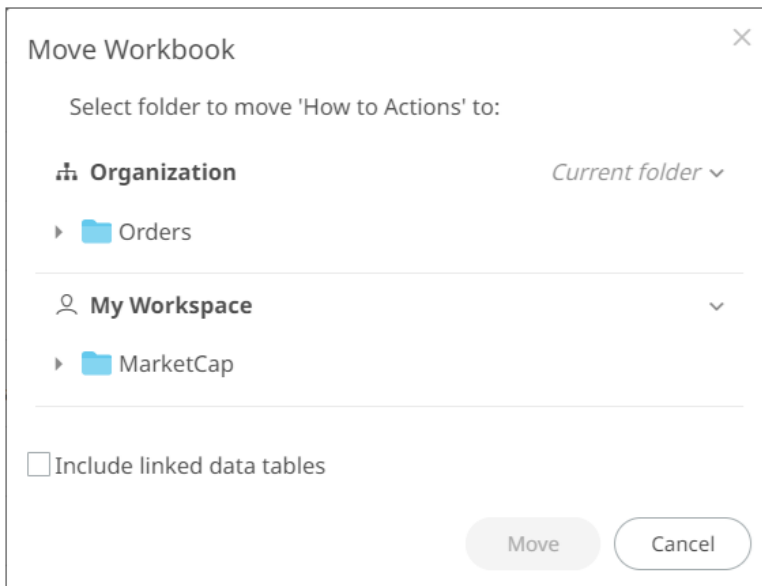 Move Workbook
Select folder to move 'How to Actions' to:
Organization Current folder
Orders
My Workspace
MarketCap
Include linked data tables
Move Cancel